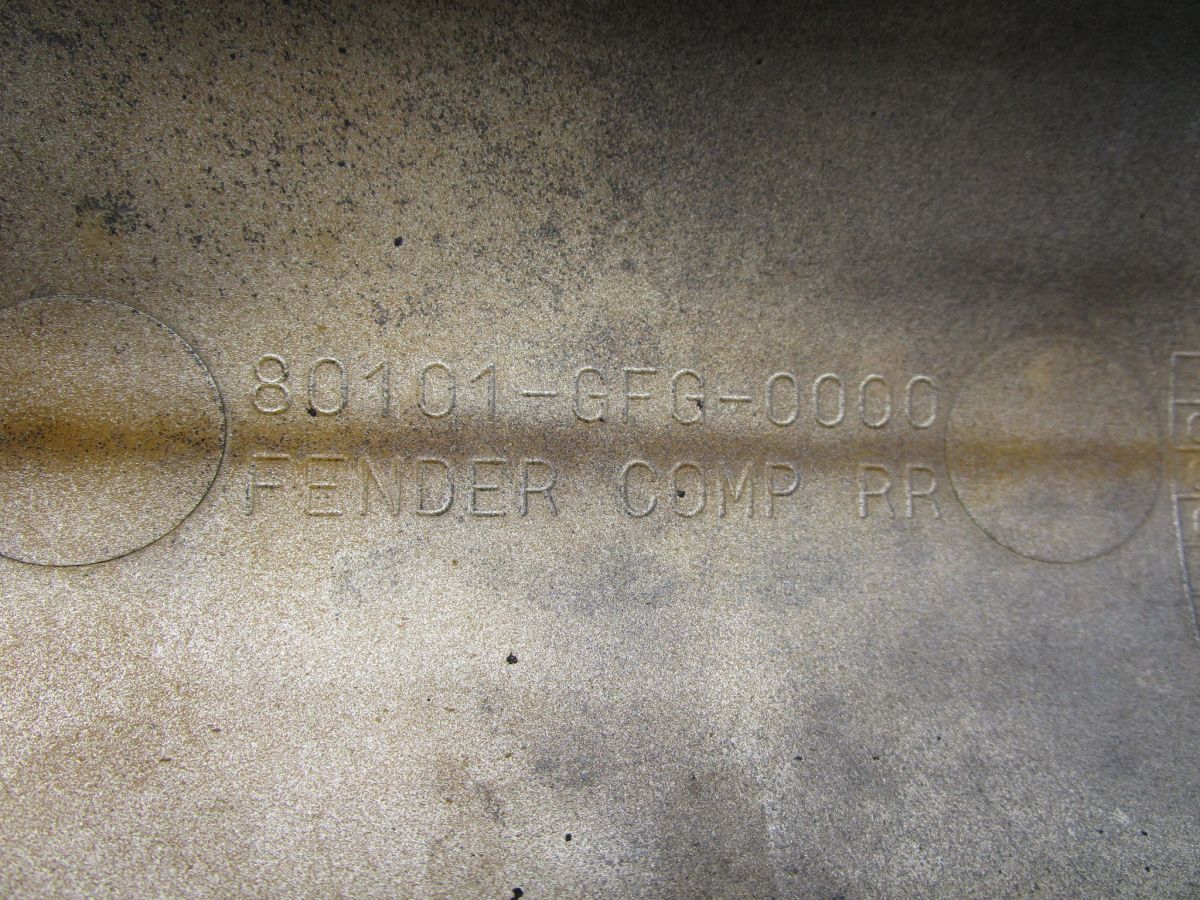 80101-GFG-0000
FENDER COMP RR